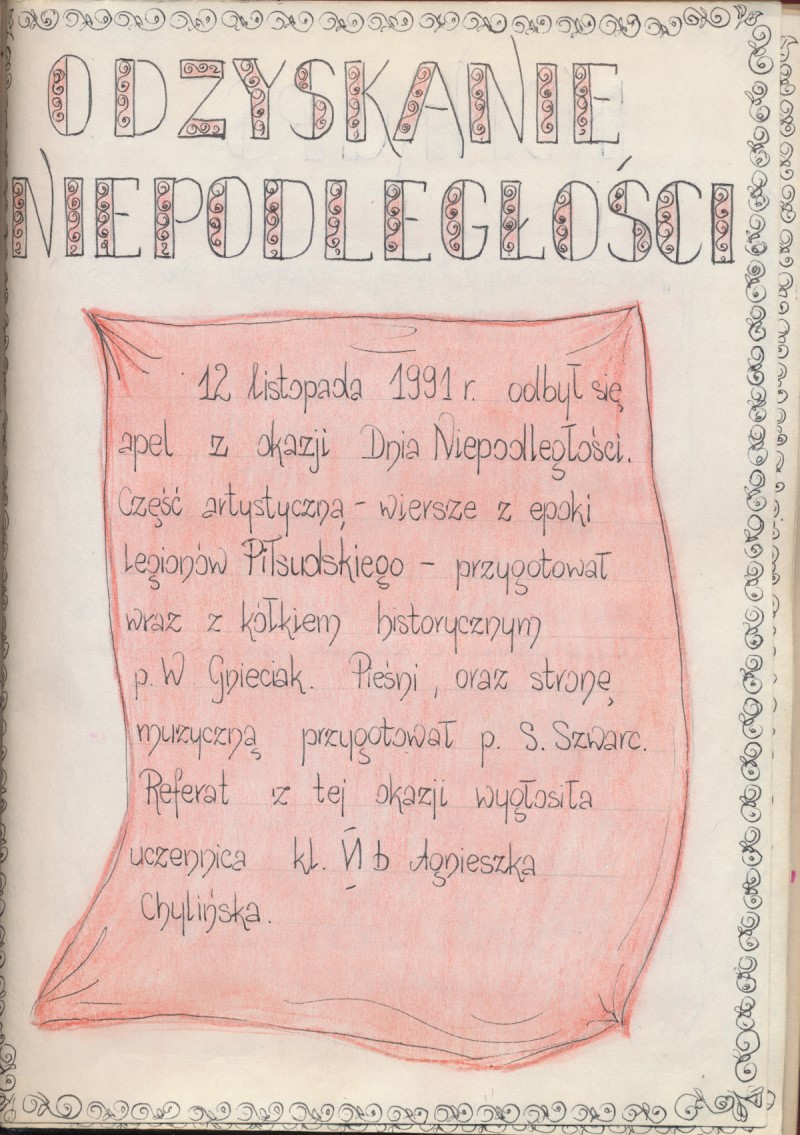 ODZYSKANIE
NIEPODLEGŁOŚCI
12 listopada 1991 r. odbył się
apel z okazji Dnia Niepodległości.
Część artystyczną - wiersze z epoki
Legionów Piłsudskiego - przygotował
wraz z kółkiem historycznym
p. W. Gnieciak. Pieśni, oraz stronę
muzyczną przygotował p. S. Szwarc.
Referat z tej okazji wygłosiła
uczennica kl. VI b Agnieszka
Chylińska.